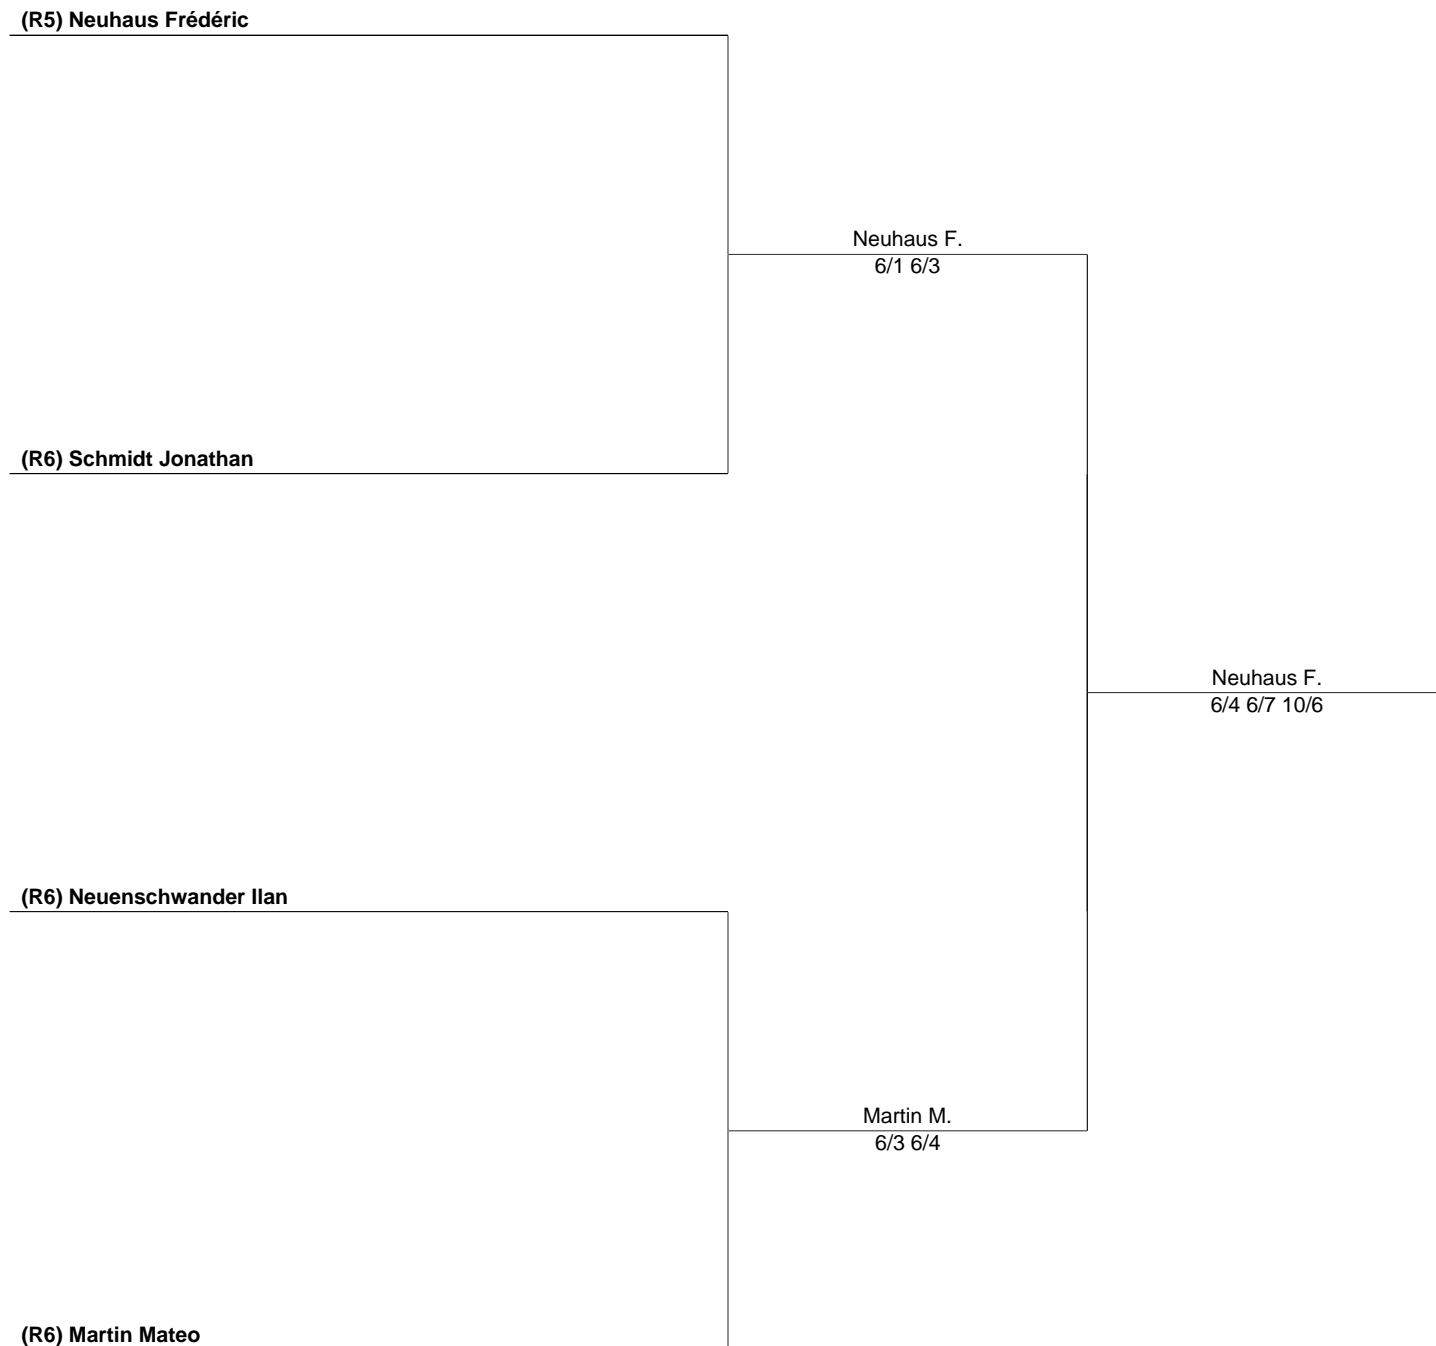 (R5) Neuhaus Frédéric
Neuhaus F.
6/1 6/3
(R6) Schmidt Jonathan
Neuhaus F.
6/4 6/7 10/6
(R6) Neuenschwander Ilan
Martin M.
6/3 6/4
(R6) Martin Mateo